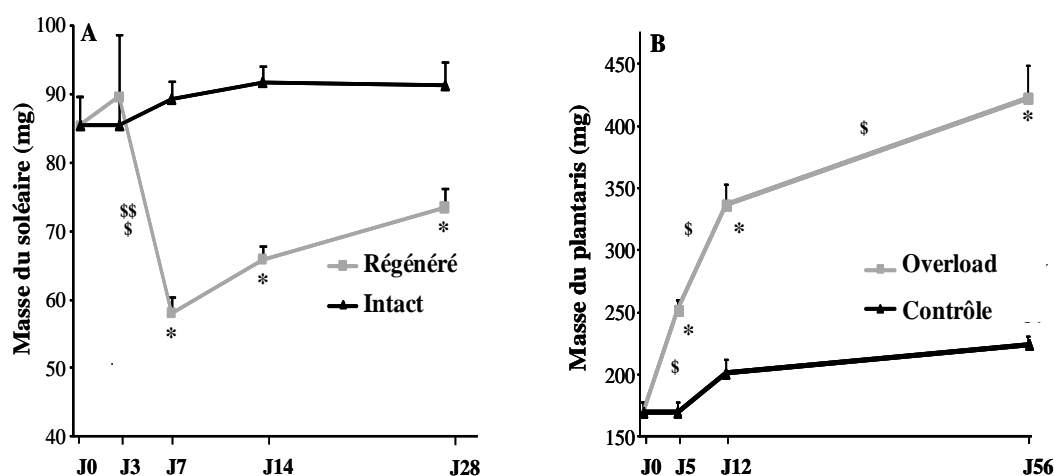 A
Masse du soléaire (mg)
100
90
80
70
60
50
40
$$
$
*
*
*
Régénéré
Intact
J0
J3
J7
J14
J28
B
Masse du plantaris (mg)
450
400
350
300
250
200
150
$
$
$
*
*
*
Overload
Contrôle
J0
J5
J12
J56